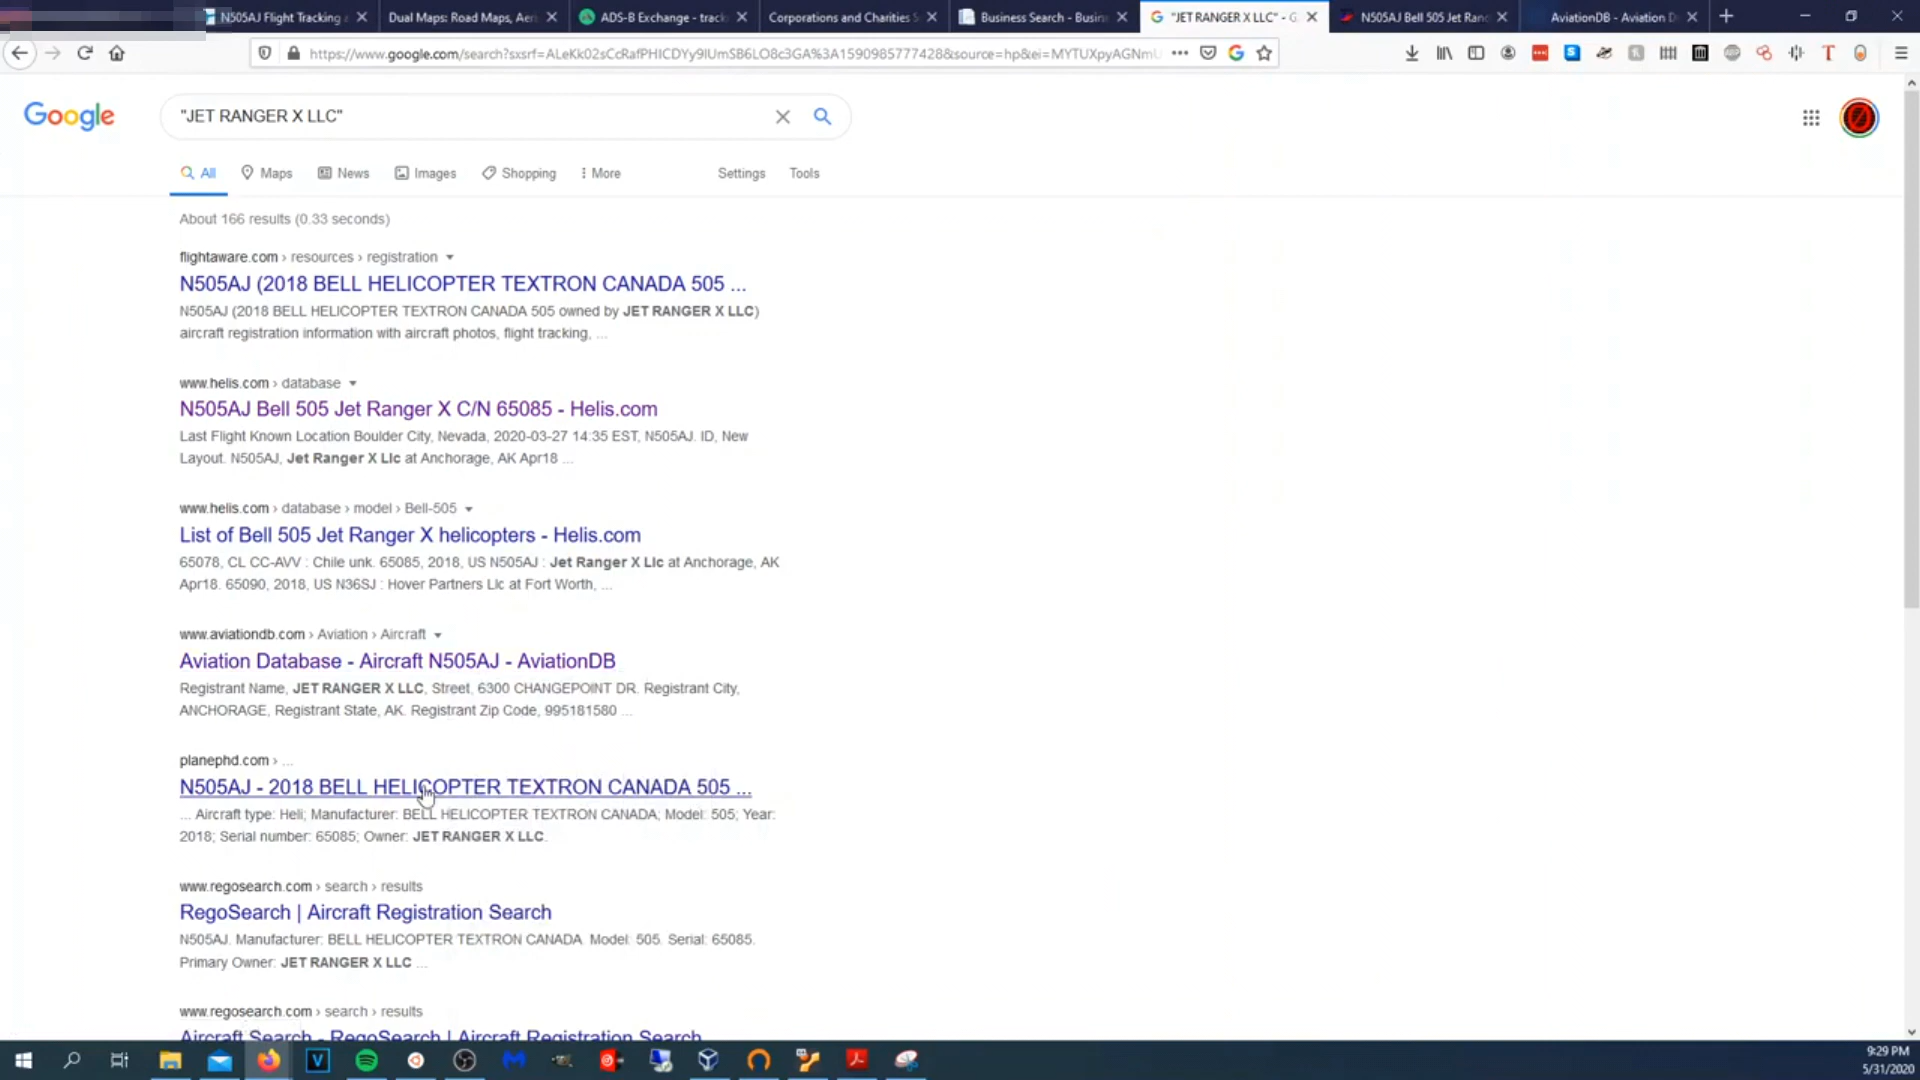 N505AJ Flight Tracking a
Dual Maps: Road Maps, Aeri
ADS-B Exchange - track
Corporations and Charities S
Business Search - Busin
"JET RANGER X LLC" - G
N505AJ Bell 505 Jet Rang
AviationDB - Aviation D
https://www.google.com/search?sxsrf=ALeKk02sCcRafPHICDYy9IUmSB6LO8c3GA%3A1590985777428&source=hp&ei=MYTUXpyAGNmU
Google
"JET RANGER X LLC"
All Maps News Images Shopping More Settings Tools
About 166 results (0.33 seconds)
flightaware.com › resources › registration
N505AJ (2018 BELL HELICOPTER TEXTRON CANADA 505 ...
N505AJ (2018 BELL HELICOPTER TEXTRON CANADA 505 owned by JET RANGER X LLC)
aircraft registration information with aircraft photos, flight tracking, ...
www.helis.com › database
N505AJ Bell 505 Jet Ranger X C/N 65085 - Helis.com
Last Flight Known Location Boulder City, Nevada, 2020-03-27 14:35 EST, N505AJ. ID, New
Layout. N505AJ, Jet Ranger X Llc at Anchorage, AK Apr18 ...
www.helis.com › database › model › Bell-505
List of Bell 505 Jet Ranger X helicopters - Helis.com
65078, CL CC-AVV : Chile unk. 65085, 2018, US N505AJ : Jet Ranger X Llc at Anchorage, AK
Apr18. 65090, 2018, US N36SJ : Hover Partners Llc at Fort Worth, ...
www.aviationdb.com › Aviation › Aircraft
Aviation Database - Aircraft N505AJ - AviationDB
Registrant Name, JET RANGER X LLC, Street, 6300 CHANGEPOINT DR. Registrant City,
ANCHORAGE, Registrant State, AK. Registrant Zip Code, 995181580 ...
planephd.com › ...
N505AJ - 2018 BELL HELICOPTER TEXTRON CANADA 505 ...
... Aircraft type: Heli; Manufacturer: BELL HELICOPTER TEXTRON CANADA; Model: 505; Year:
2018; Serial number: 65085; Owner: JET RANGER X LLC.
www.regosearch.com › search › results
RegoSearch | Aircraft Registration Search
N505AJ. Manufacturer: BELL HELICOPTER TEXTRON CANADA. Model: 505. Serial: 65085.
Primary Owner: JET RANGER X LLC ...
www.regosearch.com › search › results
Aircraft Search - RegoSearch | Aircraft Registration Search
9:29 PM
5/31/2020